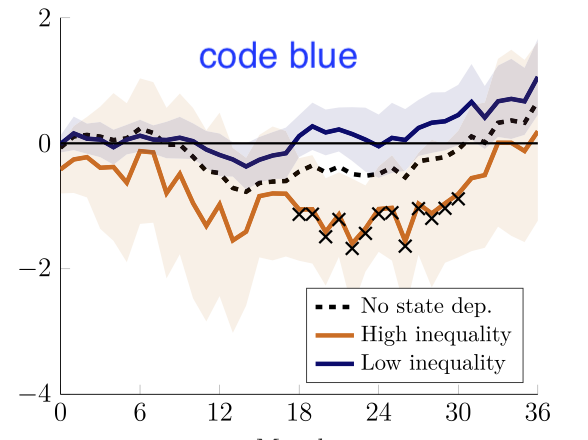 code blue
2
0
−2
−4
No state dep.
High inequality
Low inequality
0 6 12 18 24 30 36